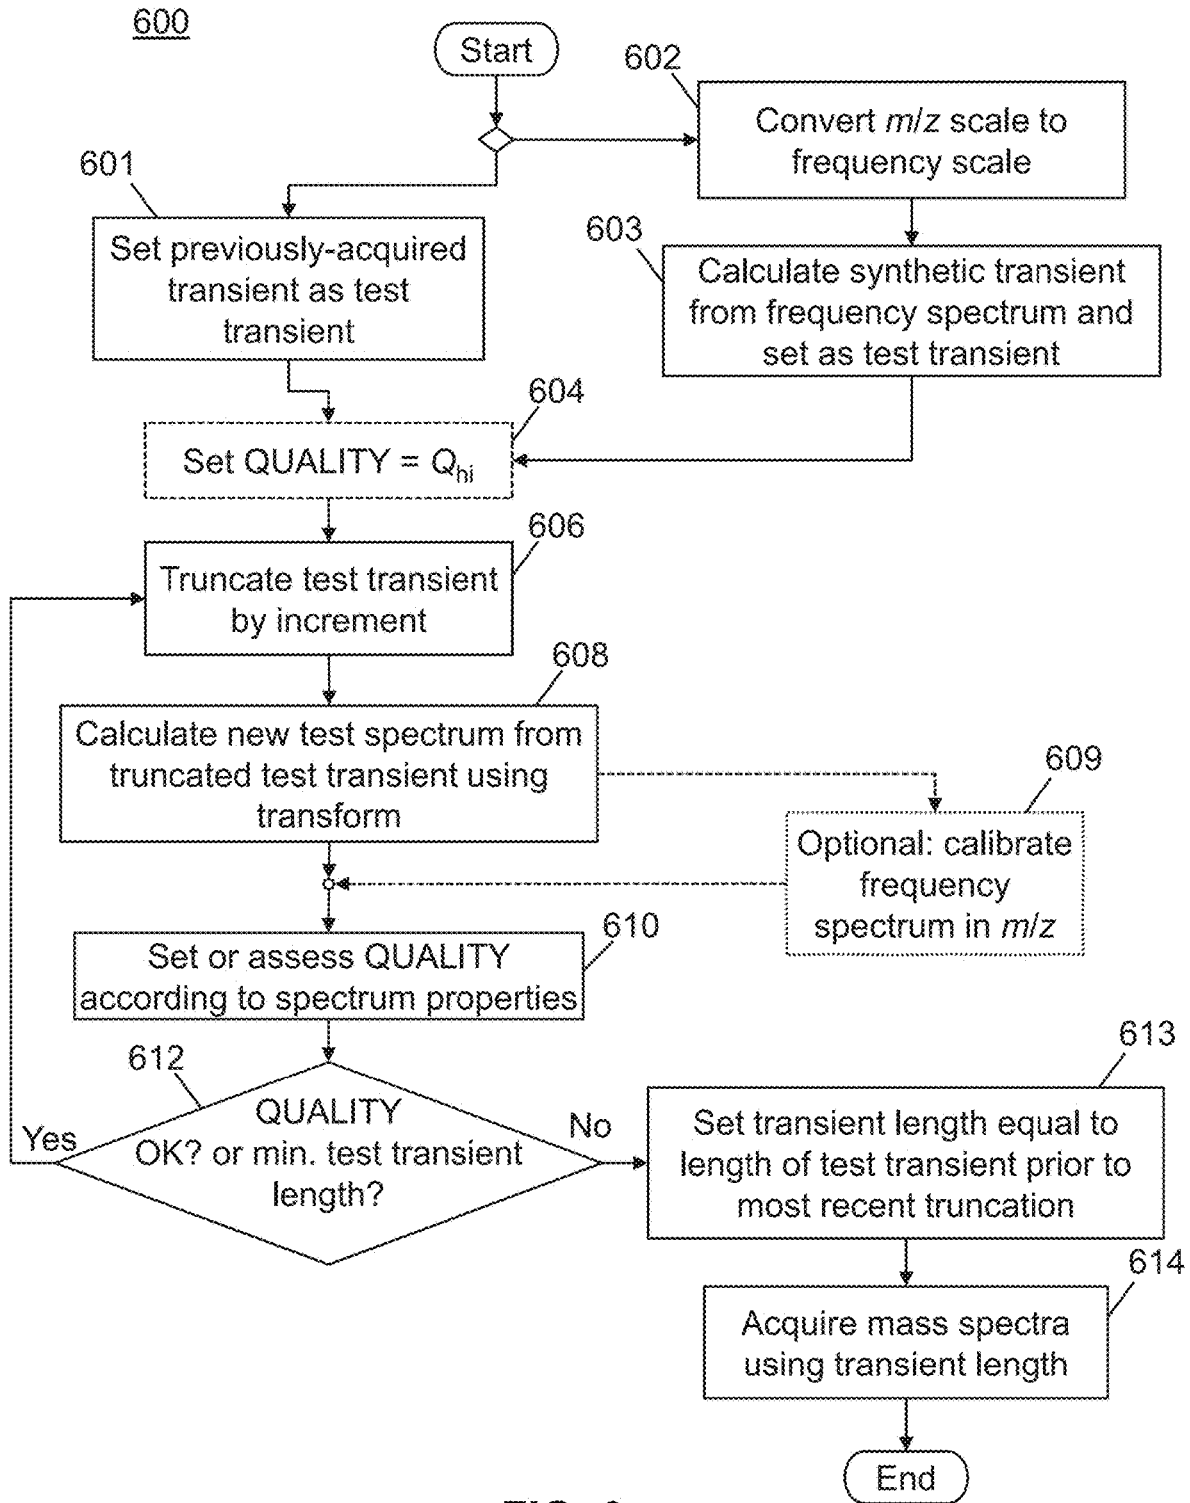 600
Start
602
Convert m/z scale to
frequency scale
601
Set previously-acquired
transient as test
transient
603
Calculate synthetic transient
from frequency spectrum and
set as test transient
604
Set QUALITY = Qhi
606
Truncate test transient
by increment
608
Calculate new test spectrum from
truncated test transient using
transform
609
Optional: calibrate
frequency
spectrum in m/z
610
Set or assess QUALITY
according to spectrum properties
612
QUALITY
OK? or min. test transient
length?
Yes
No
613
Set transient length equal to
length of test transient prior to
most recent truncation
614
Acquire mass spectra
using transient length
End